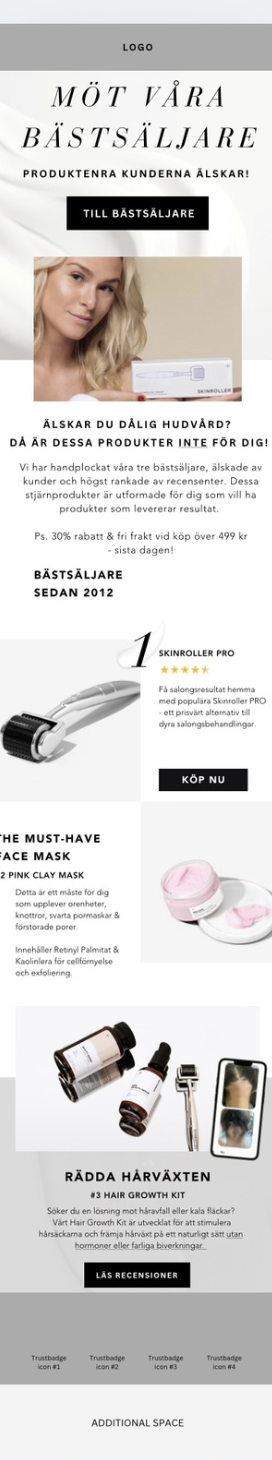 LOGO
MÖT VÅRA
BÄSTSÄLJARE
PRODUKTENRA KUNDERNA ÄLSKAR!
TILL BÄSTSÄLJARE
SKINROLLER
ÄLSKAR DU DÅLIG HUDVÅRD?
DÅ ÄR DESSA PRODUKTER INTE FÖR DIG!
Vi har handplockat våra tre bästsäljare, älskade av
kunder och högst rankade av recensenter. Dessa
stjärnprodukter är utformade för dig som vill ha
produkter som levererar resultat.
Ps. 30% rabatt & fri frakt vid köp över 499 kr
- sista dagen!
BÄSTSÄLJARE
SEDAN 2012
1
SKINROLLER PRO
Få salongsresultat hemma
med populära Skinroller PRO
- ett prisvärt alternativ till
dyra salongsbehandlingar.
KÖP NU
THE MUST-HAVE
FACE MASK
2 PINK CLAY MASK
Detta är ett måste för dig
som upplever orenheter,
knottror, svarta pormaskar &
förstorade porer.
Innehåller Retinyl Palmitat &
Kaolinlera för cellförnyelse
och exfoliering.
RÄDDA HÅRVÄXTEN
#3 HAIR GROWTH KIT
Söker du en lösning mot håravfall eller kala fläckar?
Vårt Hair Growth Kit är utvecklat för att stimulera
hårsäckarna och främja hårväxt på ett naturligt sätt utan
hormoner eller farliga biverkningar.
LÄS RECENSIONER
Trustbadge icon #1
Trustbadge icon #2
Trustbadge icon #3
Trustbadge icon #4
ADDITIONAL SPACE